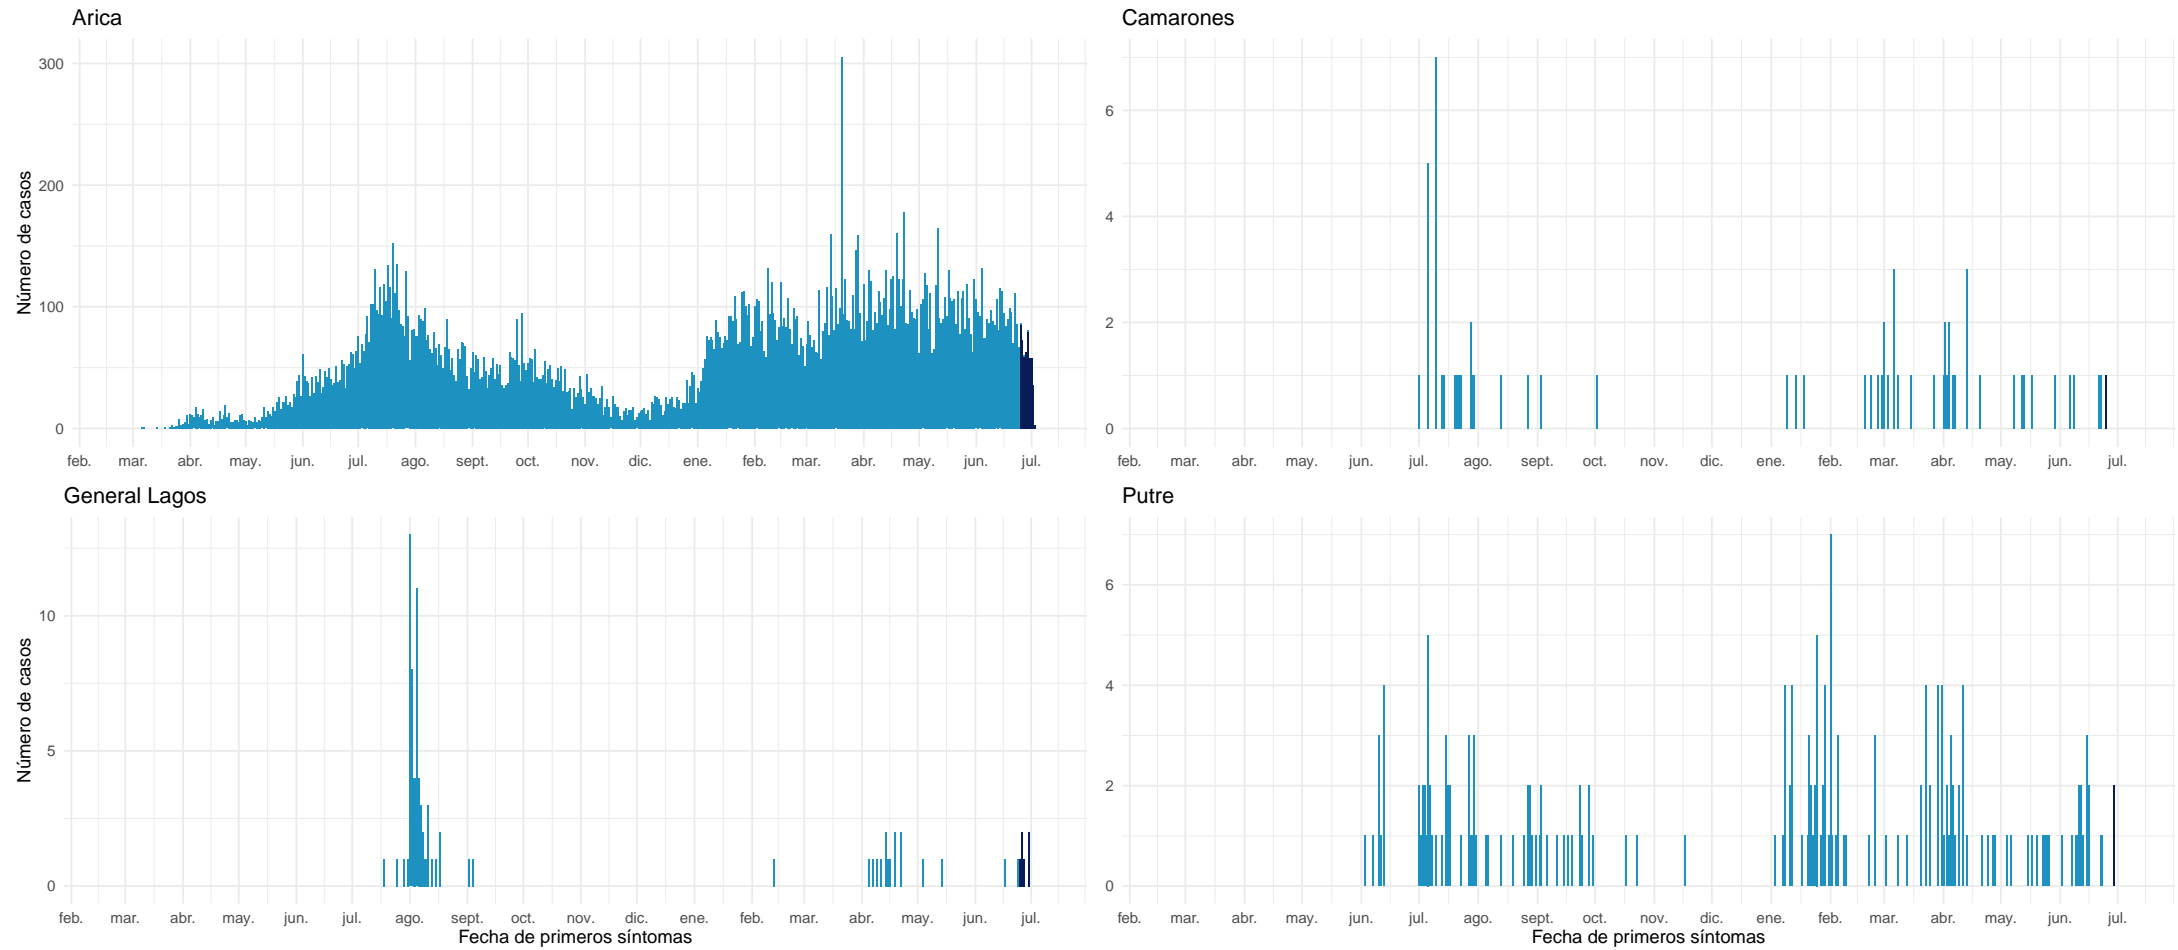 Arica
Número de casos
300
200
100
0
feb. mar. abr. may. jun. jul. ago. sept. oct. nov. dic. ene. feb. mar. abr. may. jun. jul.
Camarones
6
4
2
0
feb. mar. abr. may. jun. jul. ago. sept. oct. nov. dic. ene. feb. mar. abr. may. jun. jul.
General Lagos
Número de casos
10
5
0
feb. mar. abr. may. jun. jul. ago. sept. oct. nov. dic. ene. feb. mar. abr. may. jun. jul.
Fecha de primeros síntomas
Putre
6
4
2
0
feb. mar. abr. may. jun. jul. ago. sept. oct. nov. dic. ene. feb. mar. abr. may. jun. jul.
Fecha de primeros síntomas